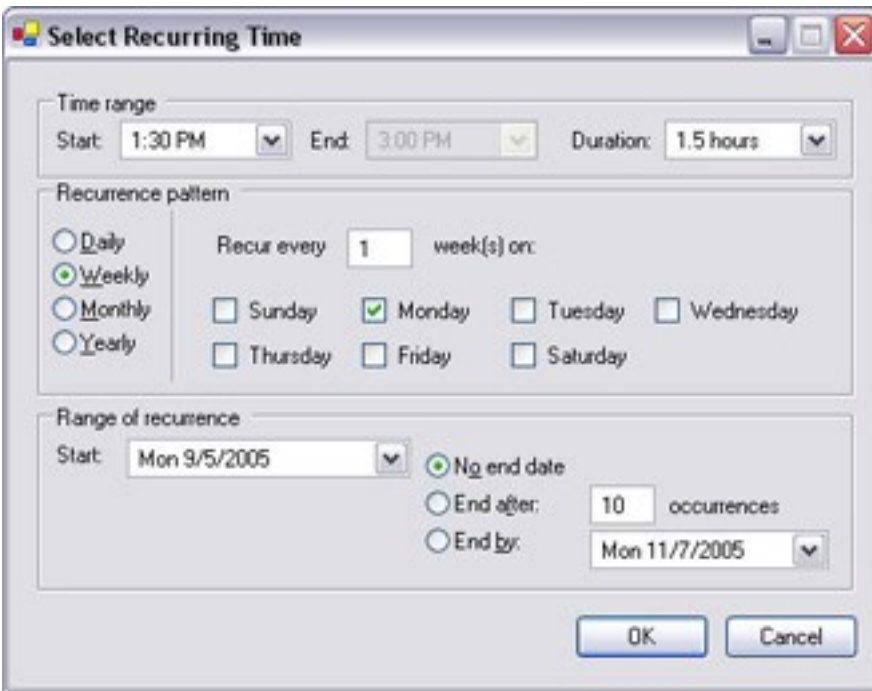 Select Recurring Time
Time range
Start: 1:30 PM End: 3:00 PM Duration: 1.5 hours
Recurrence pattern
Daily
Weekly
Monthly
Yearly
Recur every 1 week(s) on:
Sunday Monday Tuesday Wednesday
Thursday Friday Saturday
Range of recurrence
Start: Mon 9/5/2005
No end date
End after: 10 occurrences
End by: Mon 11/7/2005
OK Cancel